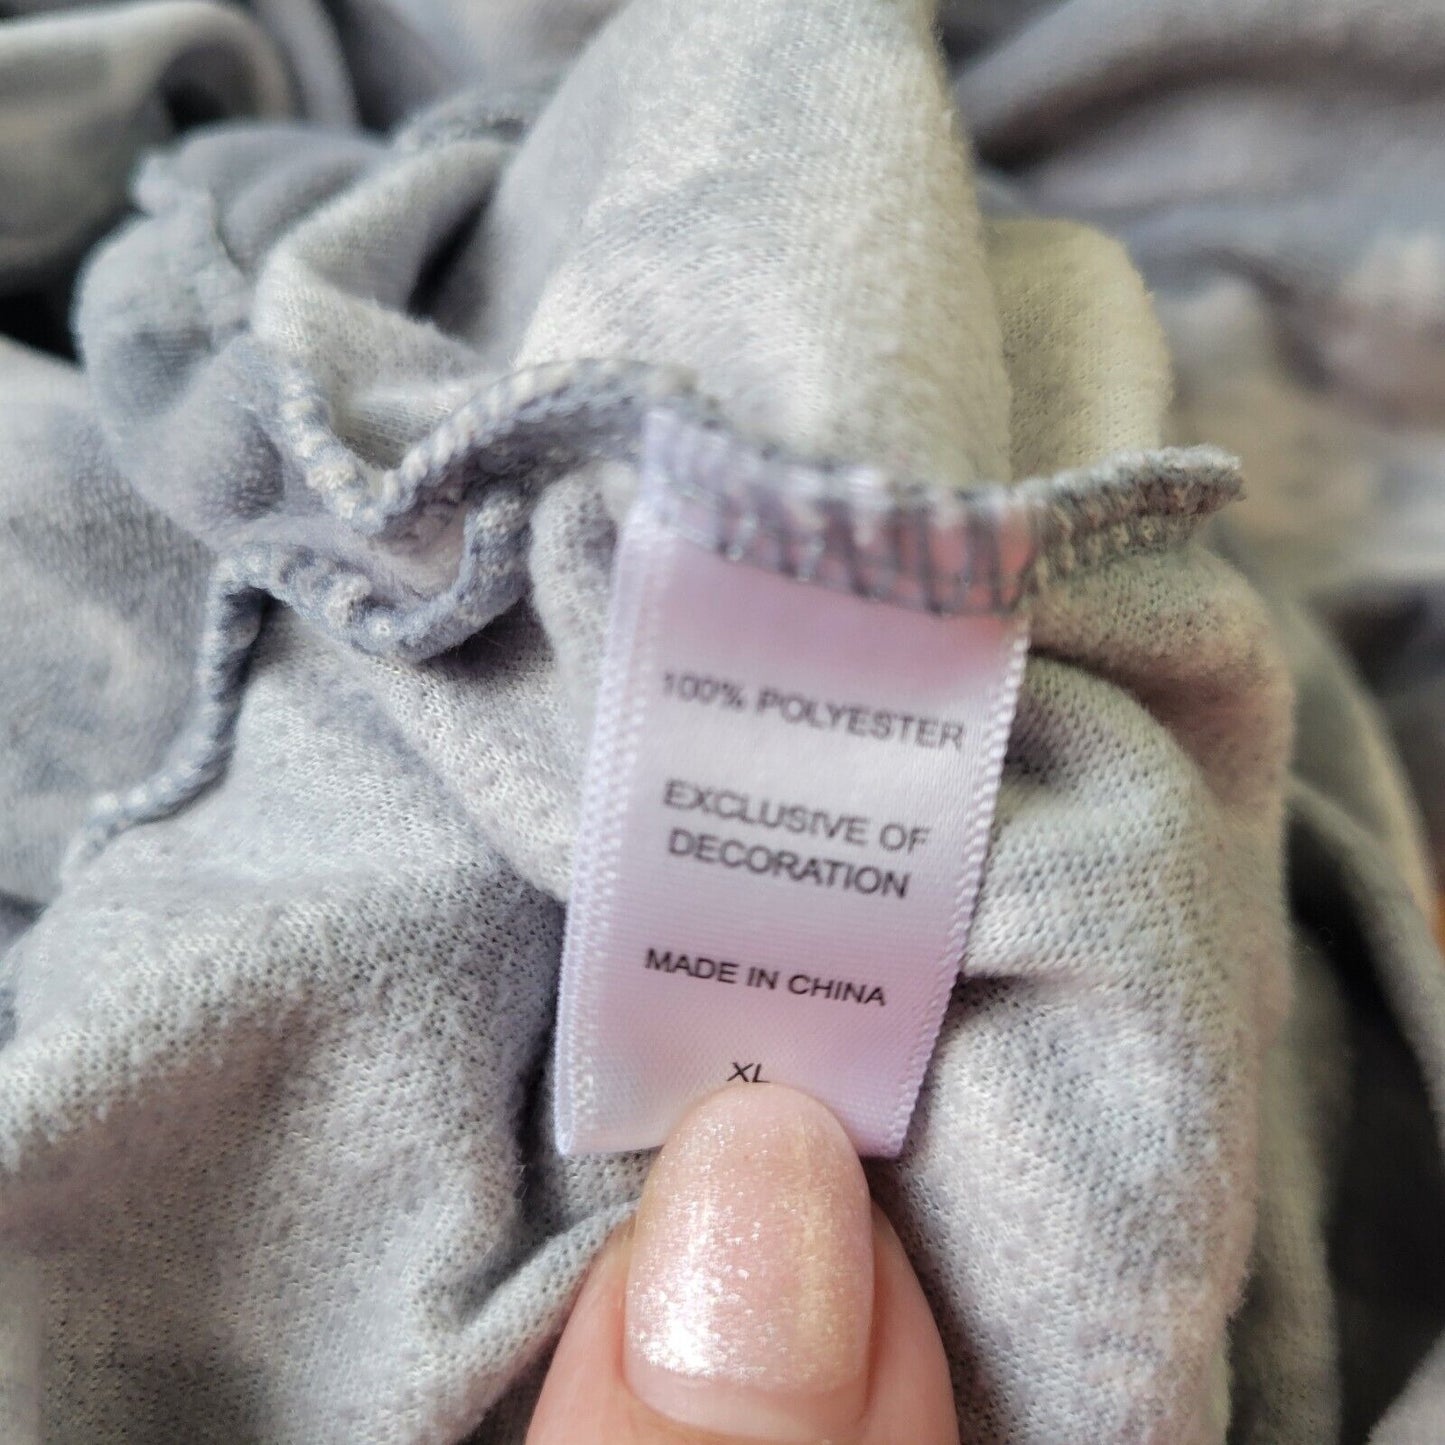 100% POLYESTER
EXCLUSIVE OF
DECORATION
MADE IN CHINA
XL